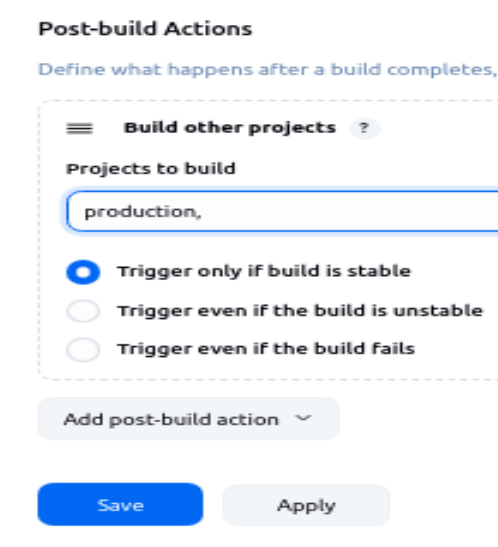 Post-build Actions
Define what happens after a build completes,
Build other projects ?
Projects to build
production,
Trigger only if build is stable
Trigger even if the build is unstable
Trigger even if the build fails
Add post-build action
Save Apply